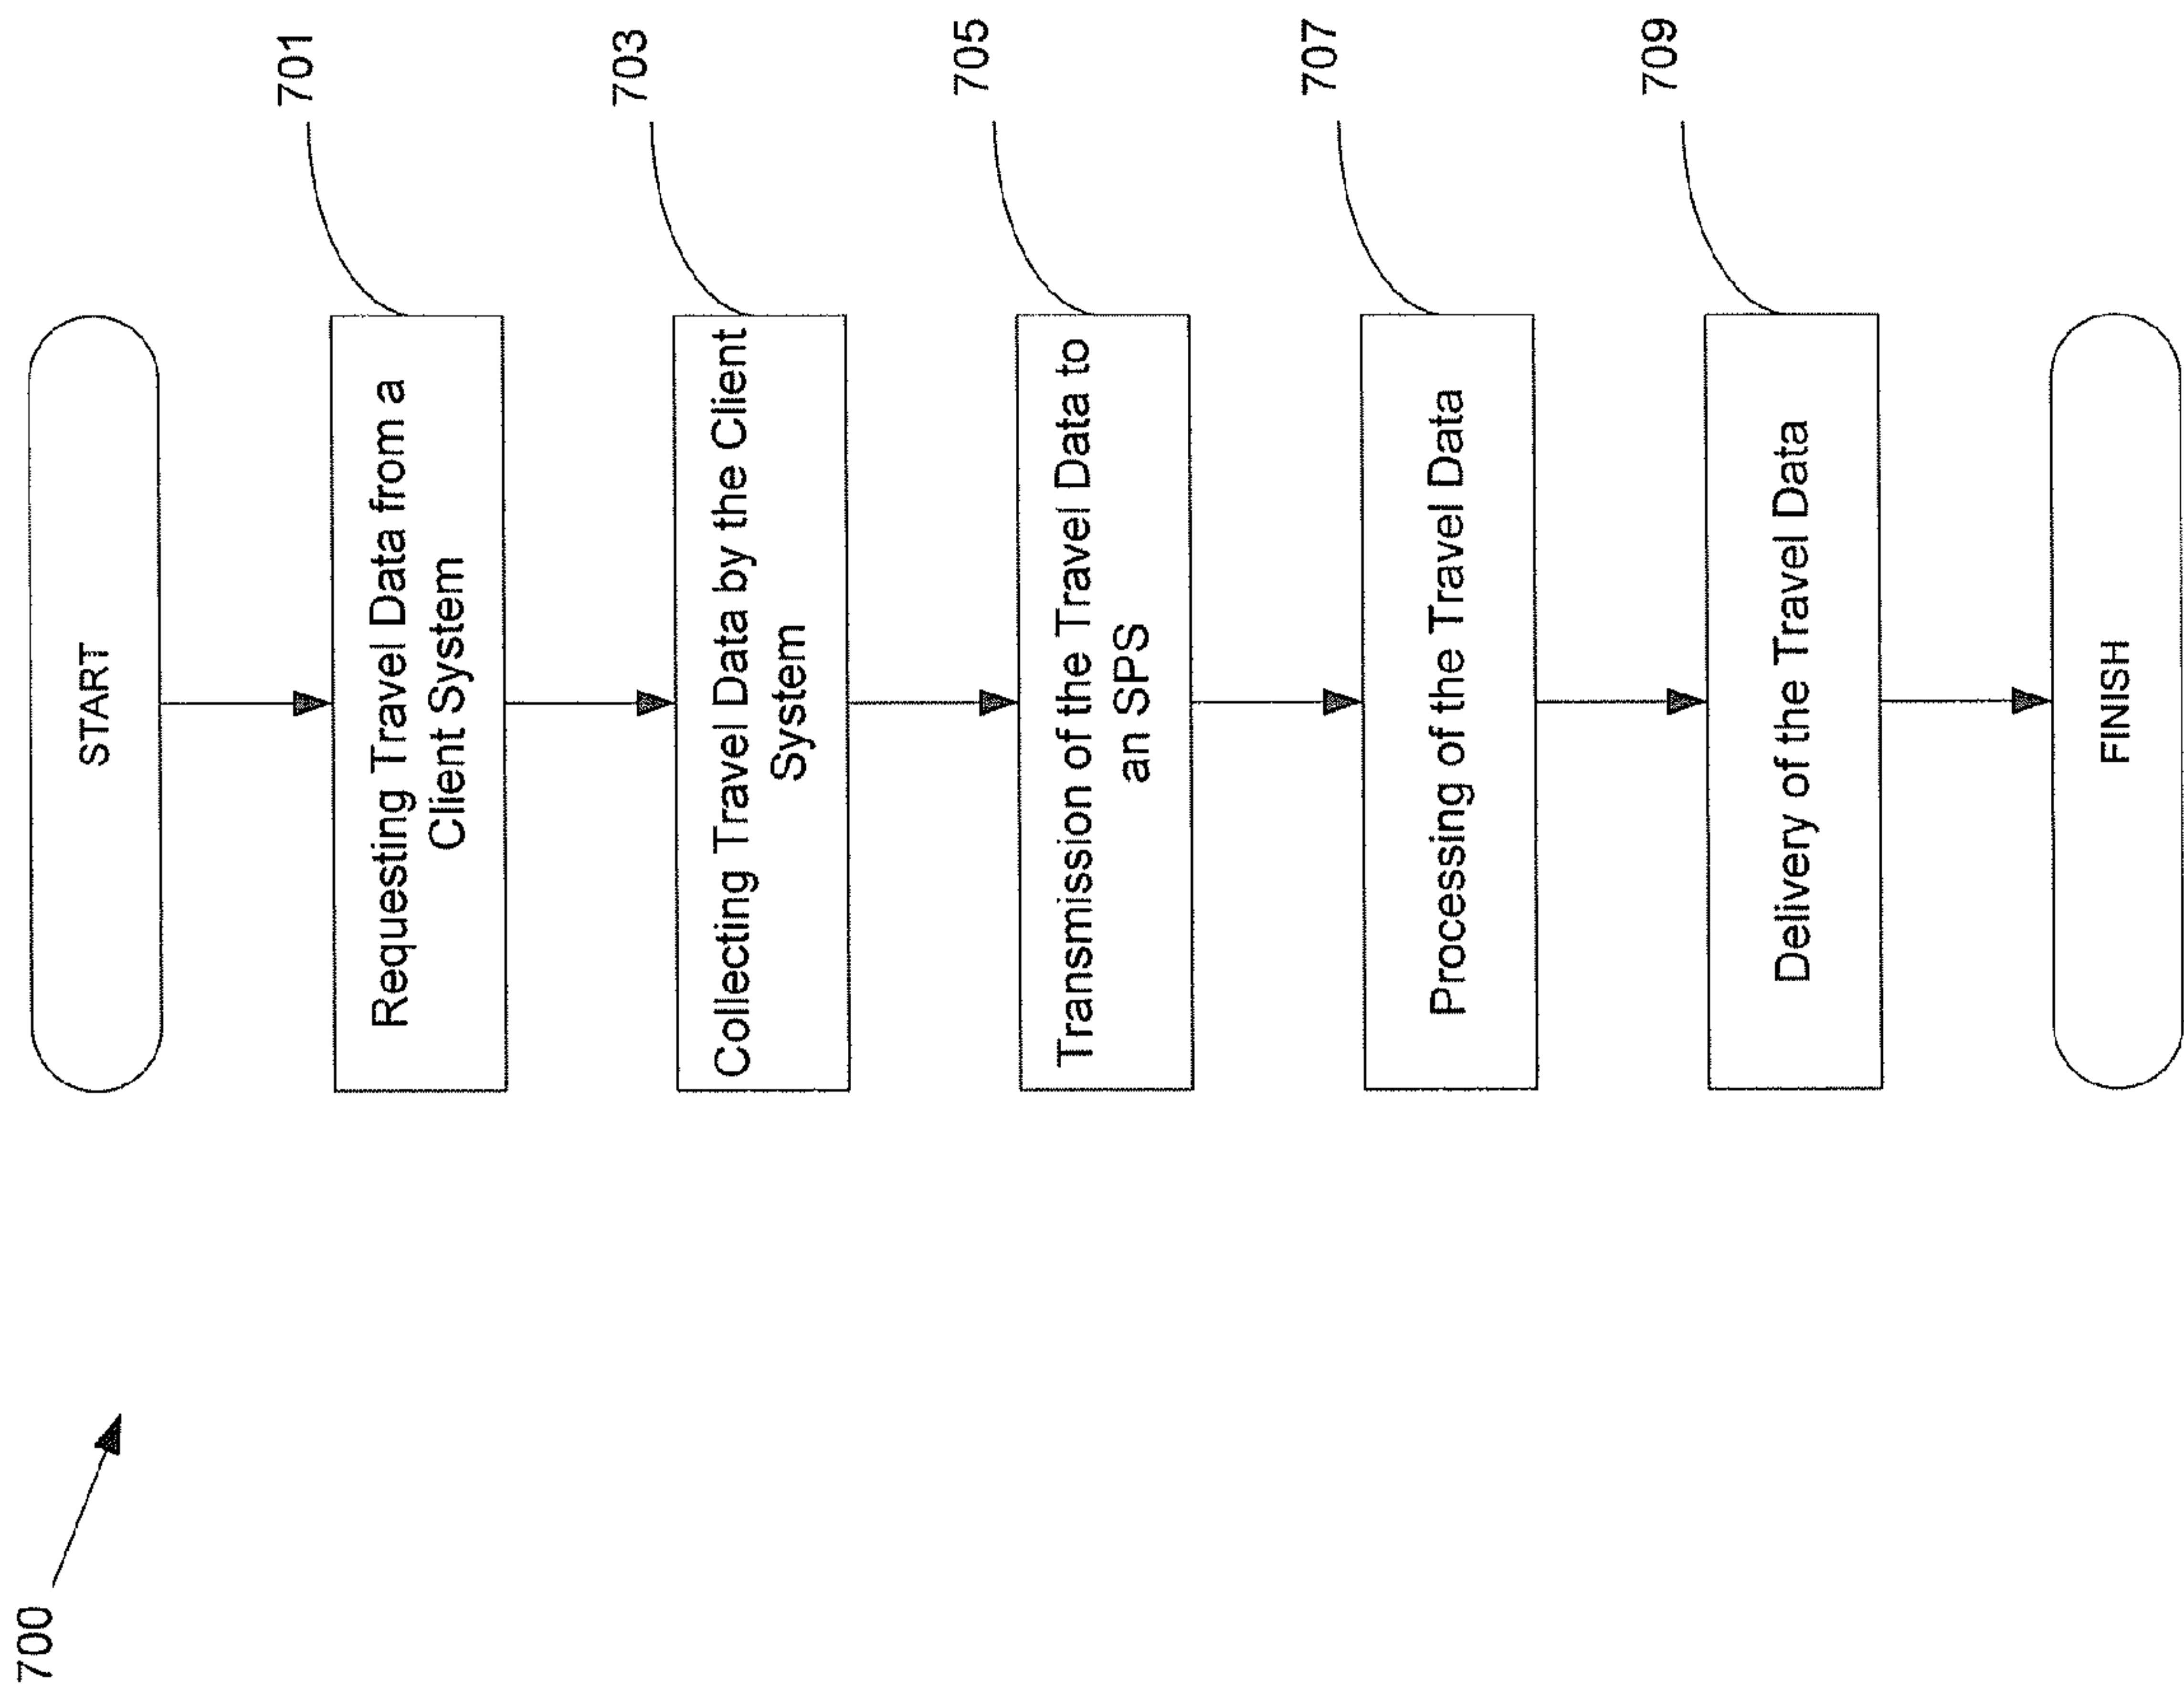 700
START
701
Requesting Travel Data from a
Client System
703
Collecting Travel Data by the Client
System
705
Transmission of the Travel Data to
an SPS
707
Processing of the Travel Data
709
Delivery of the Travel Data
FINISH